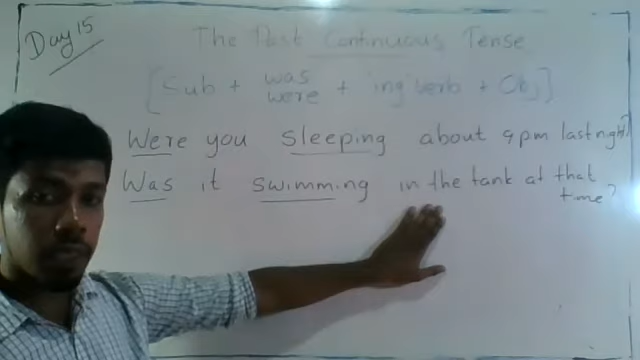 Day 15
The Past Continuous Tense
[Sub + was were + 'ing' verb + Obj]
Were you sleeping about 9pm last night?
Was it swimming in the tank at that time?